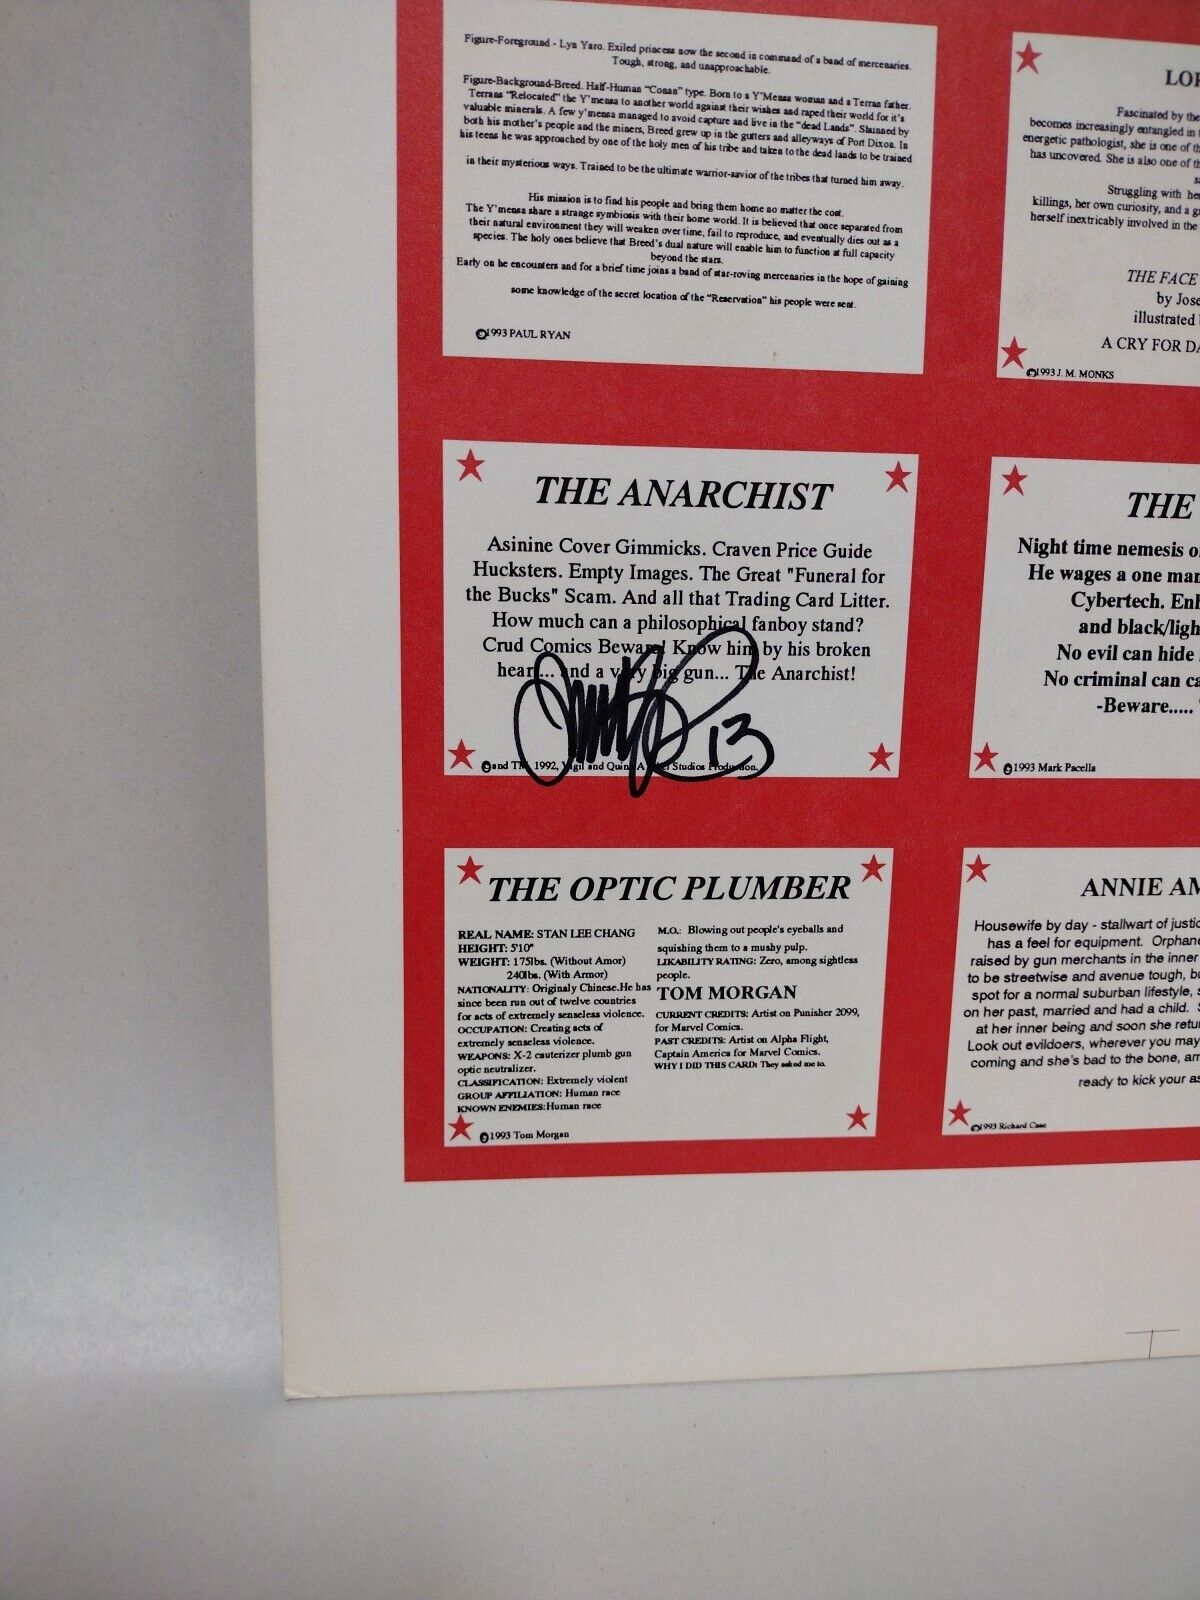 Figure-Foreground - Lyn Yaro. Exiled princess now the second in command of a band of mercenaries.
Tough, strong, and unapproachable.
Figure-Background-Breed. Half-Human "Conan" type. Born to a Y'Mensa woman and a Terran father.
Terrans "Relocated" the Y'mensa to another world against their wishes and raped their world for it's
valuable minerals. A few y'mensa managed to avoid capture and live in the "dead Lands". Shunned by
both his mother's people and the miners, Breed grew up in the gutters and alleyways of Port Dixon. In
his teens he was approached by one of the holy men of his tribe and taken to the dead lands to be trained
in their mysterious ways. Trained to be the ultimate warrior-savior of the tribes that turned him away.
His mission is to find his people and bring them home no matter the cost.
The Y'mensa share a strange symbiosis with their home world. It is believed that once separated from
their natural environment they will weaken over time, fail to reproduce, and eventually dies out as a
species. The holy ones believe that Breed's dual nature will enable him to function at full capacity
beyond the stars.
Early on he encounters and for a brief time joins a band of star-roving mercenaries in the hope of gaining
some knowledge of the secret location of the "Reservation" his people were sent.
©1993 PAUL RYAN
LOR
Fascinated by the
becomes increasingly entangled in
energetic pathologist, she is one of th
has uncovered. She is also one of th
Struggling with her
killings, her own curiosity, and a g
herself inextricably involved in the
THE FACE
by Jose
illustrated
A CRY FOR DA
©1993 J. M. MONKS
THE ANARCHIST
Asinine Cover Gimmicks. Craven Price Guide
Hucksters. Empty Images. The Great "Funeral for
the Bucks" Scam. And all that Trading Card Litter.
How much can a philosophical fanboy stand?
Crud Comics Beware! Know him by his broken
heart... and a very big gun... The Anarchist!
©and TM 1992, Vigil and Quinn A Rebel Studios Production.
13
THE
Night time nemesis o
He wages a one man
Cybertech. Enh
and black/ligh
No evil can hide
No criminal can ca
-Beware.....
©1993 Mark Pacella
THE OPTIC PLUMBER
REAL NAME: STAN LEE CHANG
HEIGHT: 5'10"
WEIGHT: 175lbs. (Without Amor)
240lbs. (With Armor)
NATIONALITY: Originaly Chinese.He has
since been run out of twelve countries
for acts of extremely senseless violence.
OCCUPATION: Creating acts of
extremely senseless violence.
WEAPONS: X-2 cauterizer plumb gun
optic neutralizer.
CLASSIFICATION: Extremely violent
GROUP AFFILIATION: Human race
KNOWN ENEMIES:Human race
M.O.: Blowing out people's eyeballs and
squishing them to a mushy pulp.
LIKABILITY RATING: Zero, among sightless
people.
TOM MORGAN
CURRENT CREDITS: Artist on Punisher 2099,
for Marvel Comics.
PAST CREDITS: Artist on Alpha Flight,
Captain America for Marvel Comics.
WHY I DID THIS CARD: They asked me to.
©1993 Tom Morgan
ANNIE AM
Housewife by day - stallwart of justic
has a feel for equipment. Orphane
raised by gun merchants in the inner
to be streetwise and avenue tough, bu
spot for a normal suburban lifestyle, s
on her past, married and had a child. S
at her inner being and soon she retu
Look out evildoers, wherever you may
coming and she's bad to the bone, arm
ready to kick your as
©1993 Richard Case